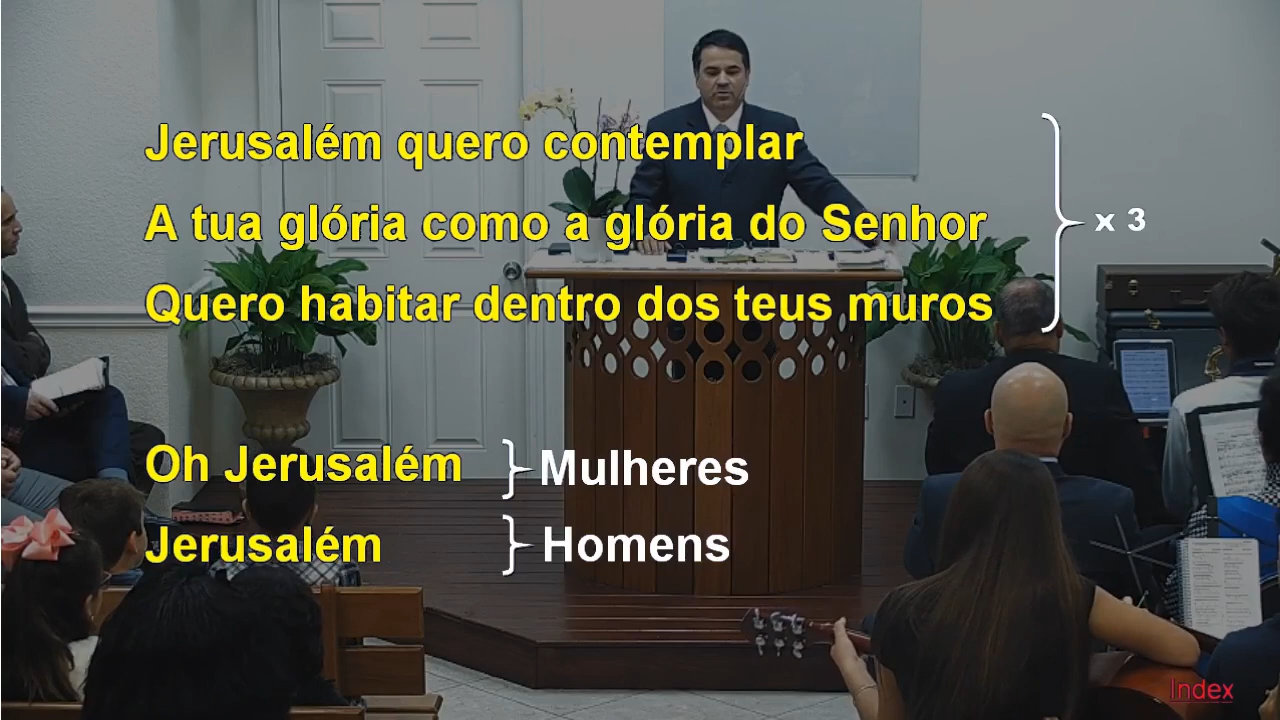 Jerusalém quero contemplar
A tua glória como a glória do Senhor
x 3
Quero habitar dentro dos teus muros
Oh Jerusalém
Mulheres
Jerusalém
Homens
Index